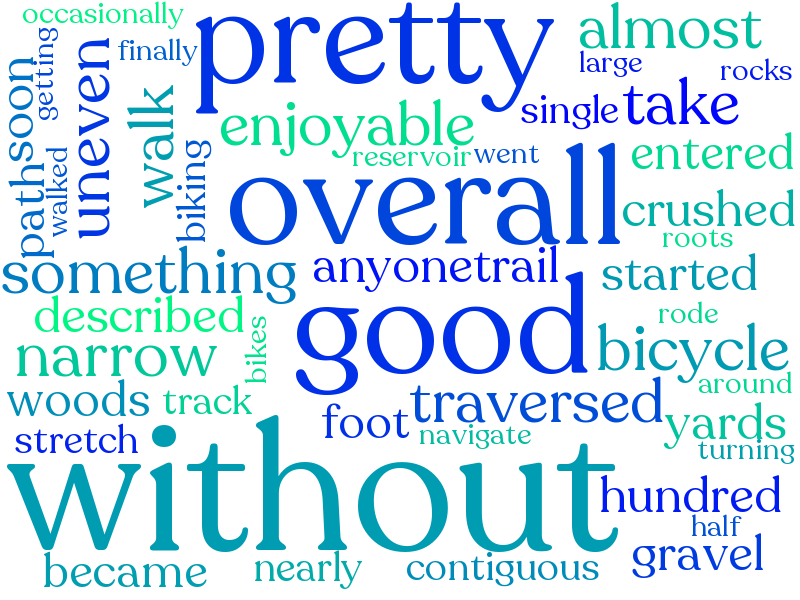 occasionally
pretty
almost
finally
getting
large
rocks
soon
uneven
walk
single
take
enjoyable
reservoir
went
entered
path
walked
biking
overall
crushed
roots
something
anyonetrail
started
described
good
rode
narrow
bikes
bicycle
around
woods
track
traversed
yards
stretch
foot
navigate
turning
without
hundred
half
gravel
became
nearly
contiguous